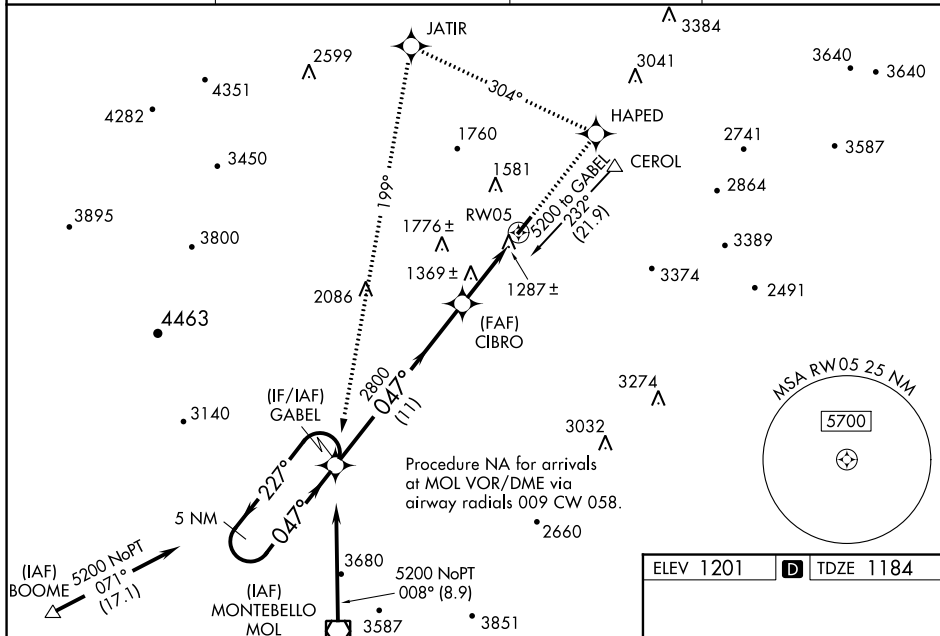 3384
JATIR
2599
3041
3640
3640
4351
304°
4282
HAPED
1760
2741
3587
3450
CEROL
1581
2864
199°
RW05
5200 to GABEL
232°
(21.9)
3895
1776±
3800
3389
1369±
3374
2086
1287±
2491
4463
(FAF)
CIBRO
2800
047°
(11)
MSA RW05 25 NM
5700
(IF/IAF)
GABEL
3274
3140
3032
Procedure NA for arrivals
at MOL VOR/DME via
airway radials 009 CW 058.
227°
047°
5 NM
2660
5200 NoPT
071°
(17.1)
(IAF)
BOOME
3680
5200 NoPT
008° (8.9)
(IAF)
MONTEBELLO
MOL
3587
3851
ELEV 1201
D
TDZE 1184